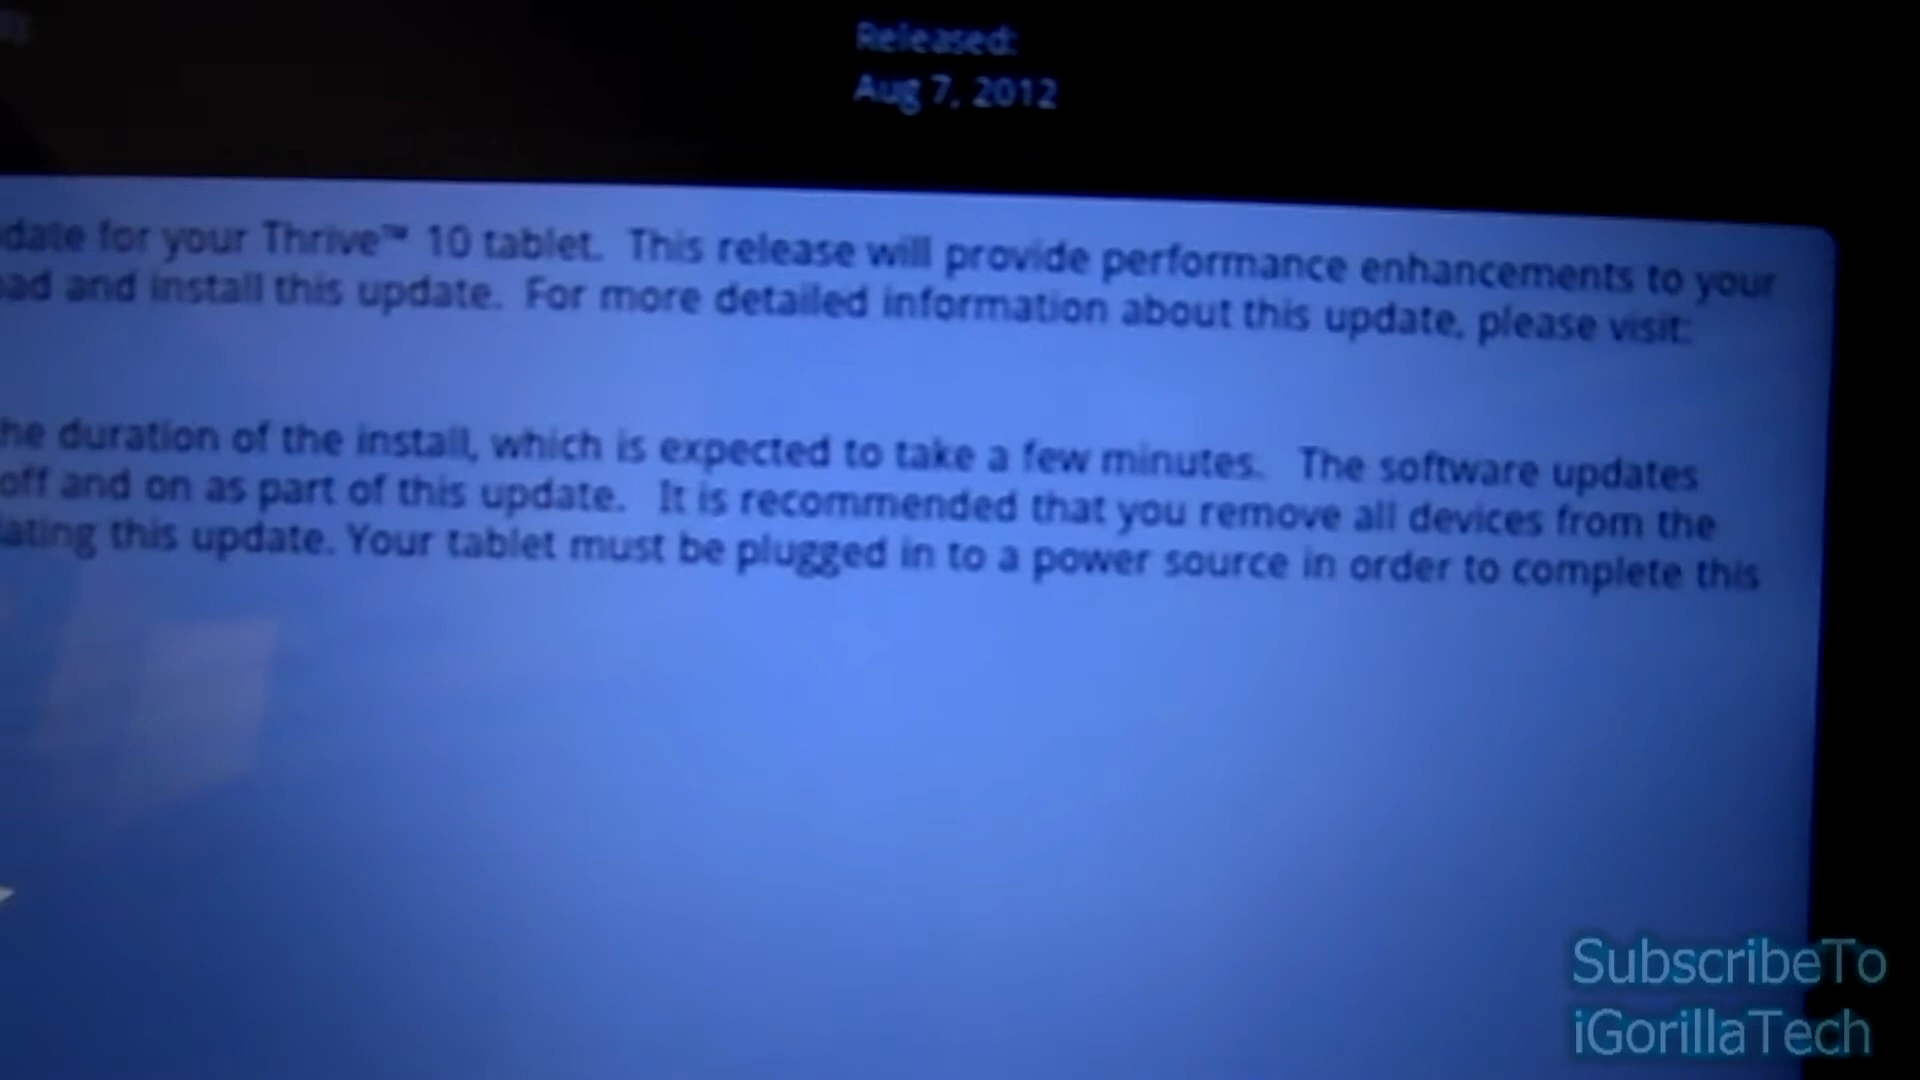 Released:
Aug 7, 2012
date for your Thrive™ 10 tablet. This release will provide performance enhancements to your
ad and install this update. For more detailed information about this update, please visit:
he duration of the install, which is expected to take a few minutes. The software updates
off and on as part of this update. It is recommended that you remove all devices from the
ating this update. Your tablet must be plugged in to a power source in order to complete this
SubscribeTo
iGorillaTech